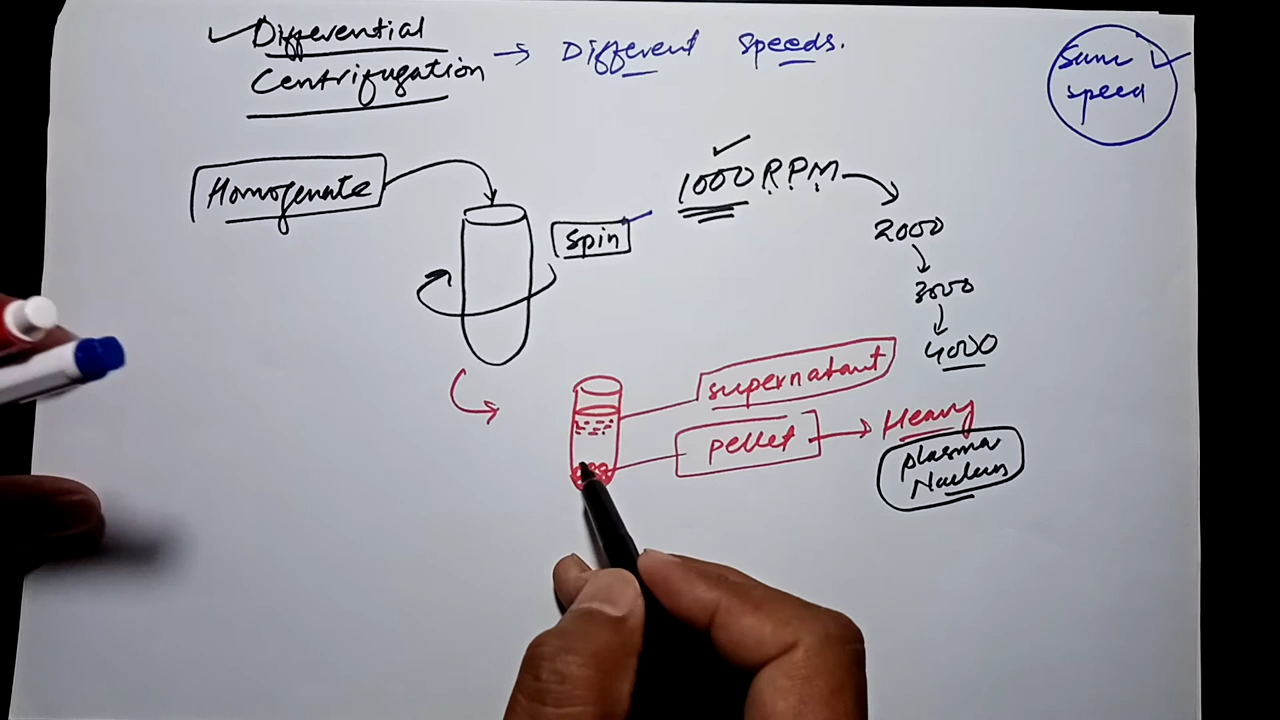 Differential
Centrifugation → Different Speeds.
Same
speed
Homogenate
Spin
1000 RPM
2000
3000
4000
supernatant
pellet → Heavy
plasma
Nucleus